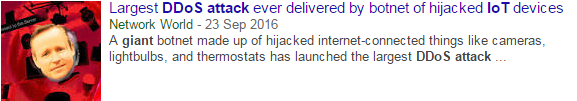 Largest DDoS attack ever delivered by botnet of hijacked IoT devices
Network World - 23 Sep 2016
A giant botnet made up of hijacked internet-connected things like cameras,
lightbulbs, and thermostats has launched the largest DDoS attack ...